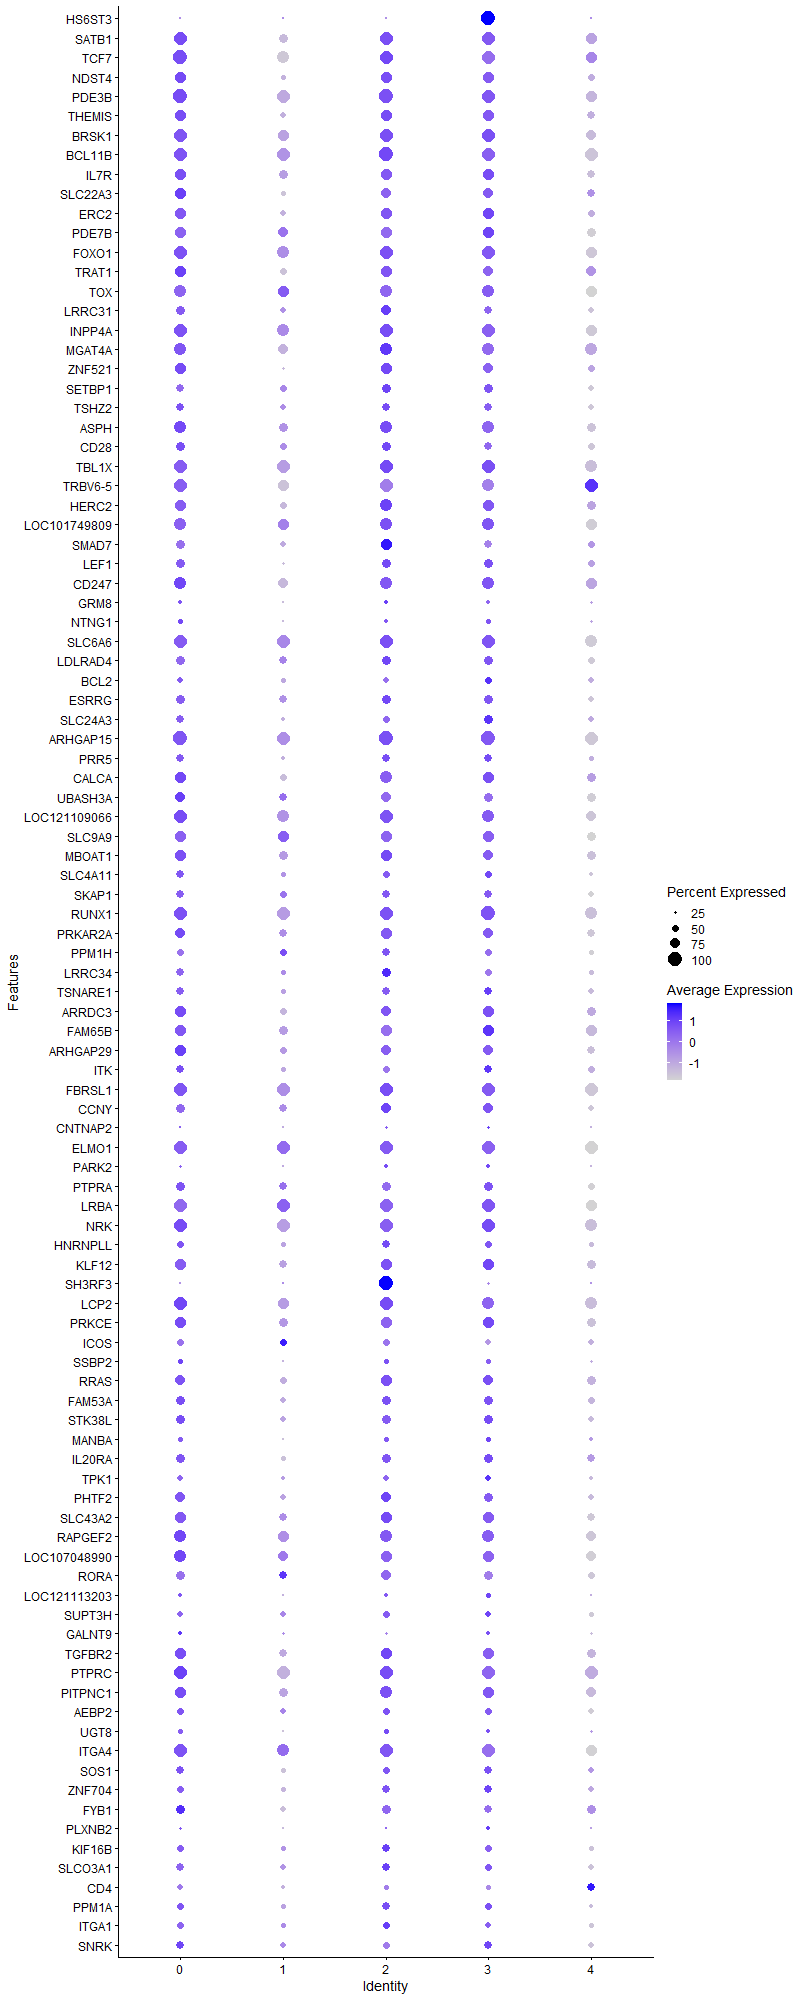 HS6ST3
SATB1
TCF7
NDST4
PDE3B
THEMIS
BRSK1
BCL11B
IL7R
SLC22A3
ERC2
PDE7B
FOXO1
TRAT1
TOX
LRRC31
INPP4A
MGAT4A
ZNF521
SETBP1
TSHZ2
ASPH
CD28
TBL1X
TRBV6-5
HERC2
LOC101749809
SMAD7
LEF1
CD247
GRM8
NTNG1
SLC6A6
LDLRAD4
BCL2
ESRRG
SLC24A3
ARHGAP15
PRR5
CALCA
UBASH3A
LOC121109066
SLC9A9
MBOAT1
SLC4A11
SKAP1
RUNX1
PRKAR2A
PPM1H
LRRC34
TSNARE1
ARRDC3
FAM65B
ARHGAP29
ITK
FBRSL1
CCNY
CNTNAP2
ELMO1
PARK2
PTPRA
LRBA
NRK
HNRNPLL
KLF12
SH3RF3
LCP2
PRKCE
ICOS
SSBP2
RRAS
FAM53A
STK38L
MANBA
IL20RA
TPK1
PHTF2
SLC43A2
RAPGEF2
LOC107048990
RORA
LOC121113203
SUPT3H
GALNT9
TGFBR2
PTPRC
PITPNC1
AEBP2
UGT8
ITGA4
SOS1
ZNF704
FYB1
PLXNB2
KIF16B
SLCO3A1
CD4
PPM1A
ITGA1
SNRK
0 1 2 3 4
Identity
Features
Percent Expressed
25
50
75
100
Average Expression
1
0
-1